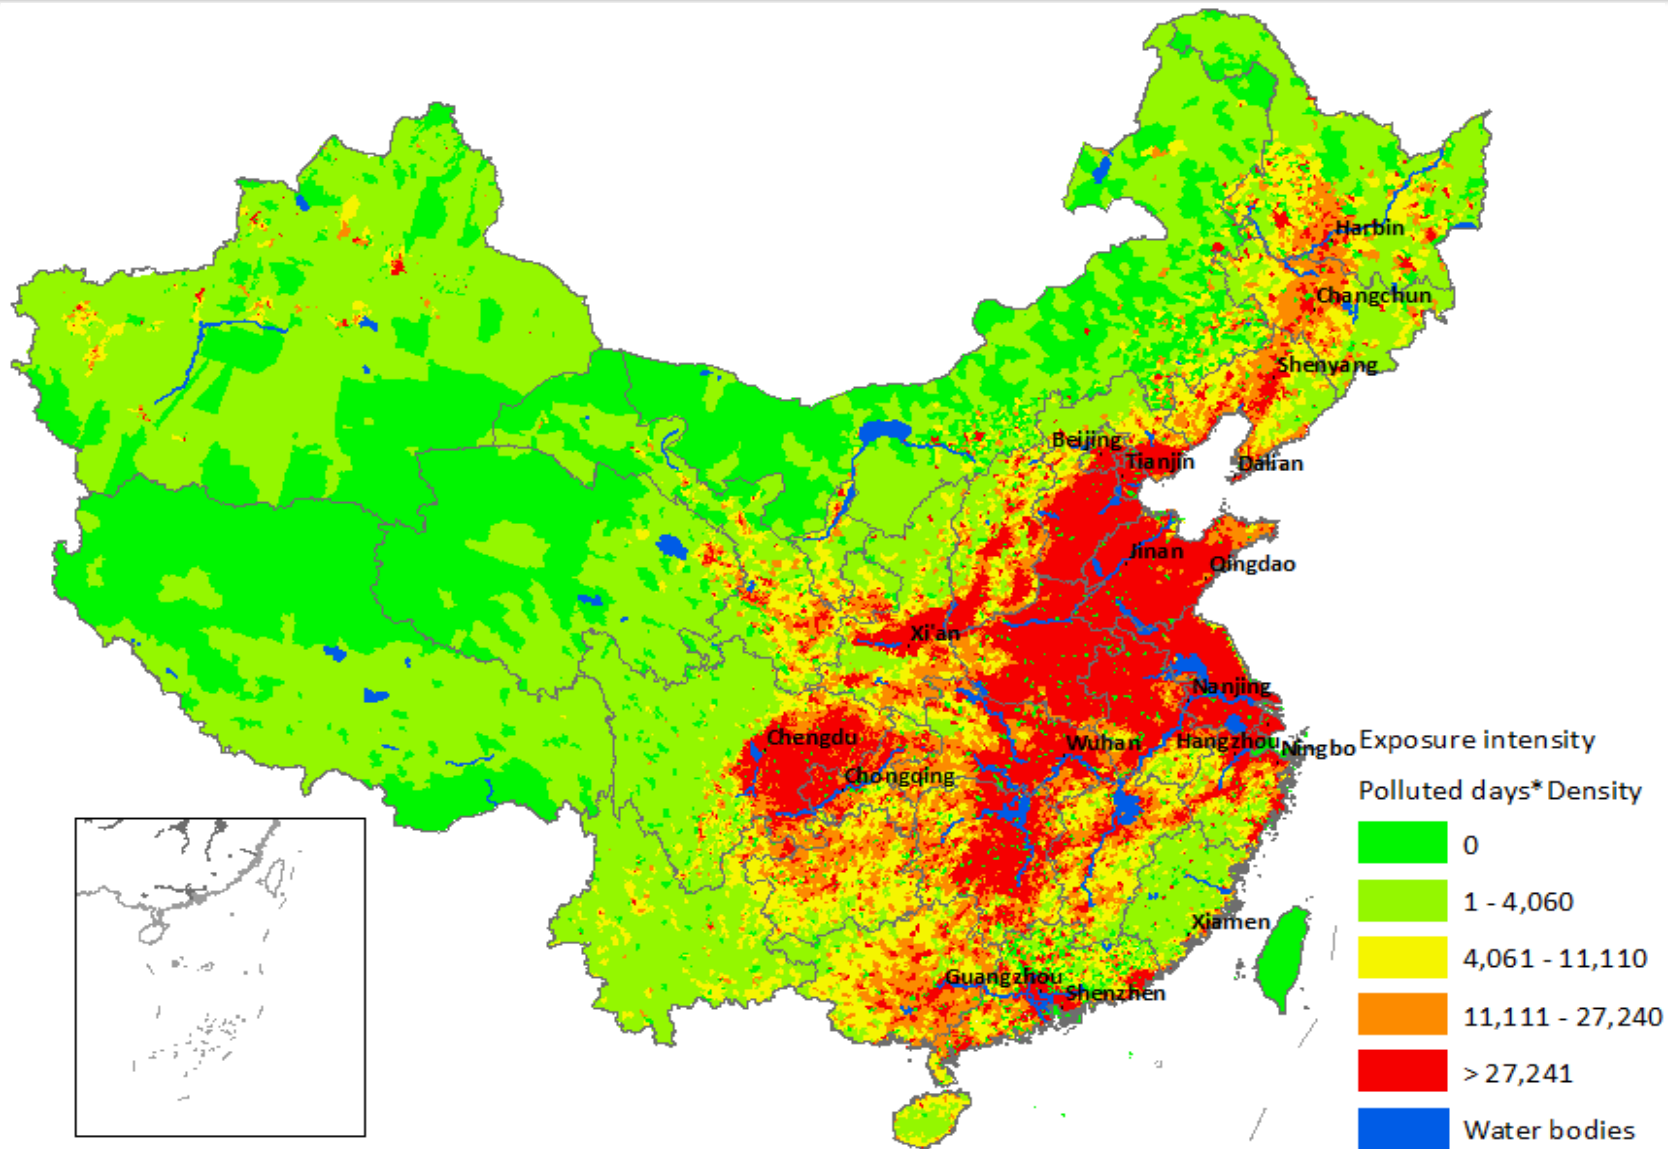 Harbin
Changchun
Shenyang
Beijing
Tianjin
Dalian
Jinan
Qingdao
Xi'an
Nanjing
Chengdu
Wuhan
Hangzhou
Ningbo
Chongqing
Xiamen
Guangzhou
Shenzhen
Exposure intensity
Polluted days*Density
0
1 - 4,060
4,061 - 11,110
11,111 - 27,240
> 27,241
Water bodies